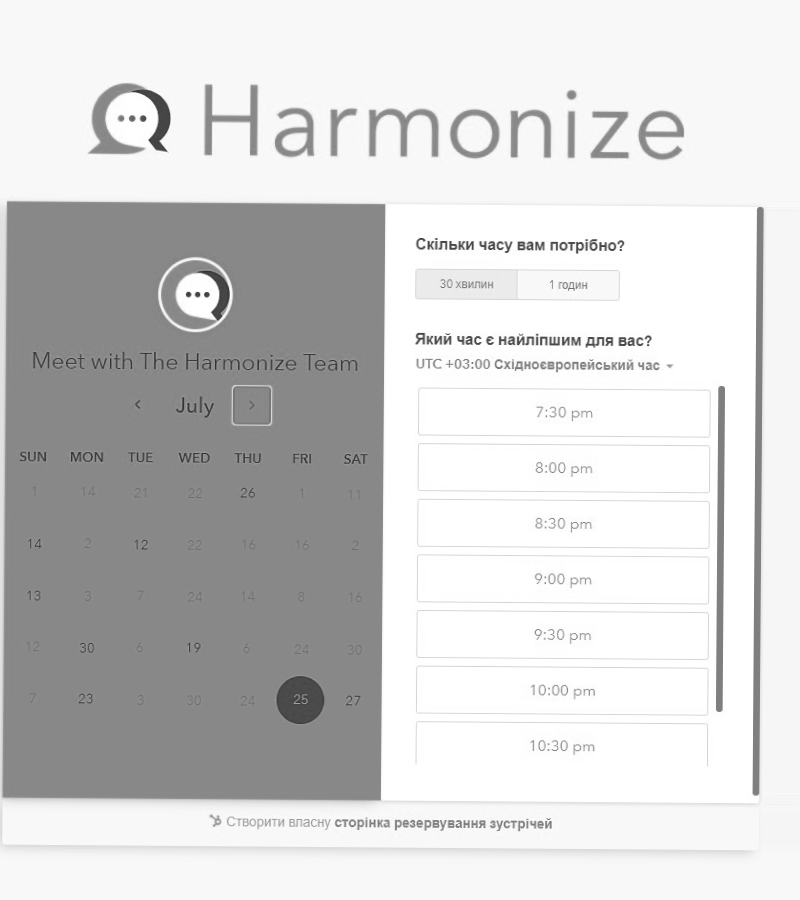 Harmonize
Meet with The Harmonize Team
July
SUN MON TUE WED THU FRI SAT
1 14 21 22 26 1 11
14 2 12 22 16 16 2
13 3 7 24 14 8 16
12 30 6 19 6 24 30
7 23 3 30 24 25 27
Скільки часу вам потрібно?
30 хвилин 1 годин
Який час є найліпшим для вас?
UTC +03:00 Східноєвропейський час
7:30 pm
8:00 pm
8:30 pm
9:00 pm
9:30 pm
10:00 pm
10:30 pm
Створити власну сторінка резервування зустрічей